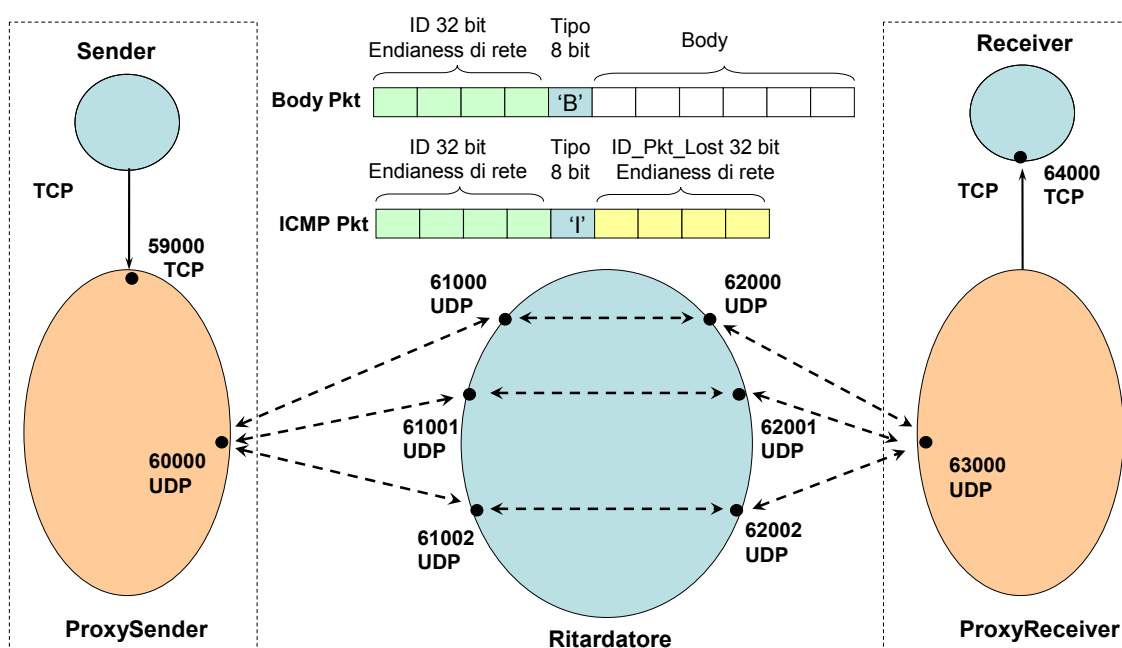 Sender
ID 32 bit
Endianess di rete
Tipo
8 bit
Body
Receiver
Body Pkt
'B'
ID 32 bit
Endianess di rete
Tipo
8 bit
ID_Pkt_Lost 32 bit
Endianess di rete
ICMP Pkt
'I'
TCP
59000
TCP
TCP
64000
TCP
61000
UDP
62000
UDP
61001
UDP
62001
UDP
60000
UDP
63000
UDP
61002
UDP
62002
UDP
ProxySender
Ritardatore
ProxyReceiver